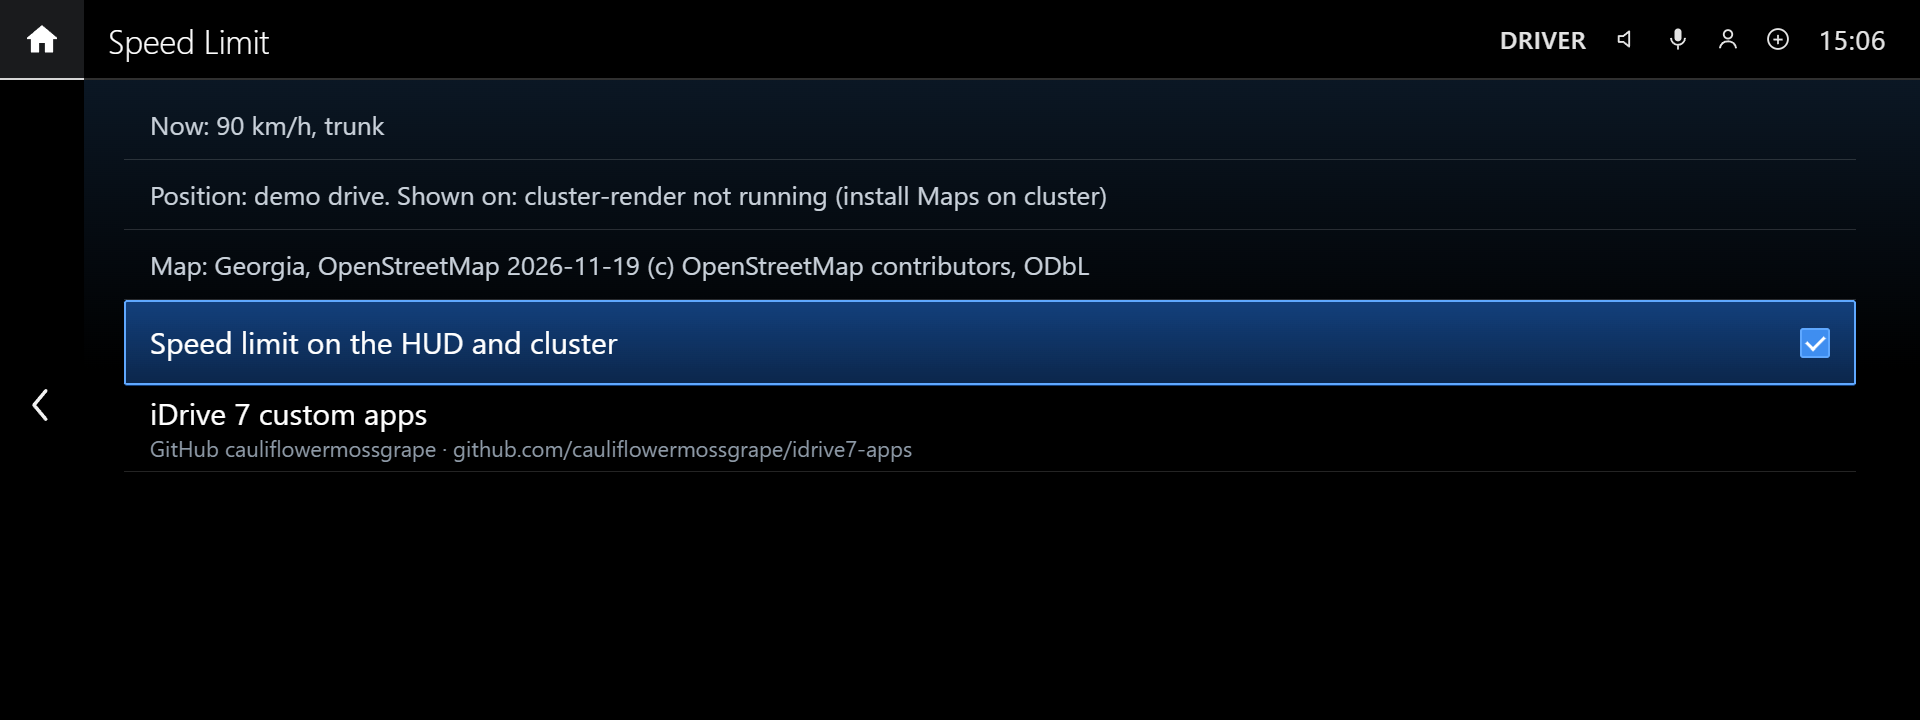 Speed Limit
DRIVER
15:06
Now: 90 km/h, trunk
Position: demo drive. Shown on: cluster-render not running (install Maps on cluster)
Map: Georgia, OpenStreetMap 2026-11-19 (c) OpenStreetMap contributors, ODbL
Speed limit on the HUD and cluster
iDrive 7 custom apps
GitHub cauliflowermossgrape · github.com/cauliflowermossgrape/idrive7-apps